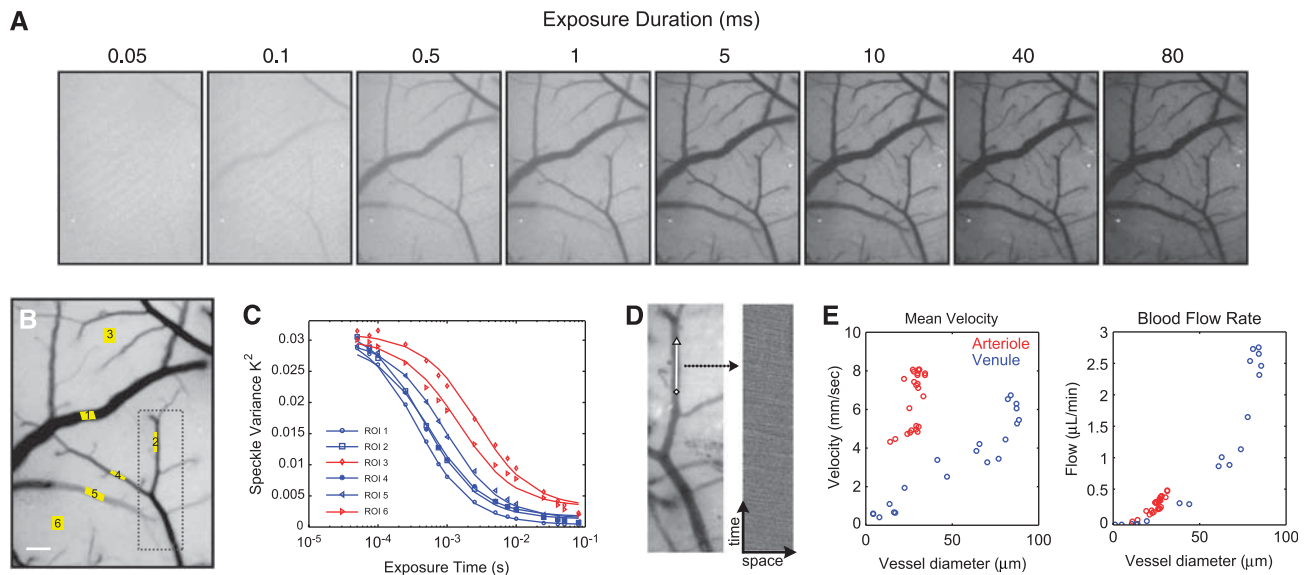 Exposure Duration (ms)
A
0.05 0.1 0.5 1 5 10 40 80
B
3
1
2
4
5
6
C
Speckle Variance K²
0.03
0.025
0.02
0.015
0.01
0.005
0
ROI 1
ROI 2
ROI 3
ROI 4
ROI 5
ROI 6
10⁻⁵ 10⁻⁴ 10⁻³ 10⁻² 10⁻¹
Exposure Time (s)
D
time
space
E
Mean Velocity
Arteriole
Venule
Velocity (mm/sec)
10
8
6
4
2
0
0 50 100
Vessel diameter (μm)
Blood Flow Rate
Flow (μL/min)
3
2.5
2
1.5
1
0.5
0
0 50 100
Vessel diameter (μm)